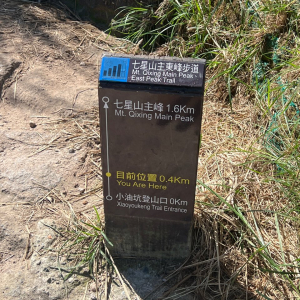 七星山主東峰步道
Mt. Qixing Main Peak -
East Peak Trail
七星山主峰 1.6Km
Mt. Qixing Main Peak
目前位置 0.4Km
You Are Here
小油坑登山口 0Km
Xiaoyoukeng Trail Entrance